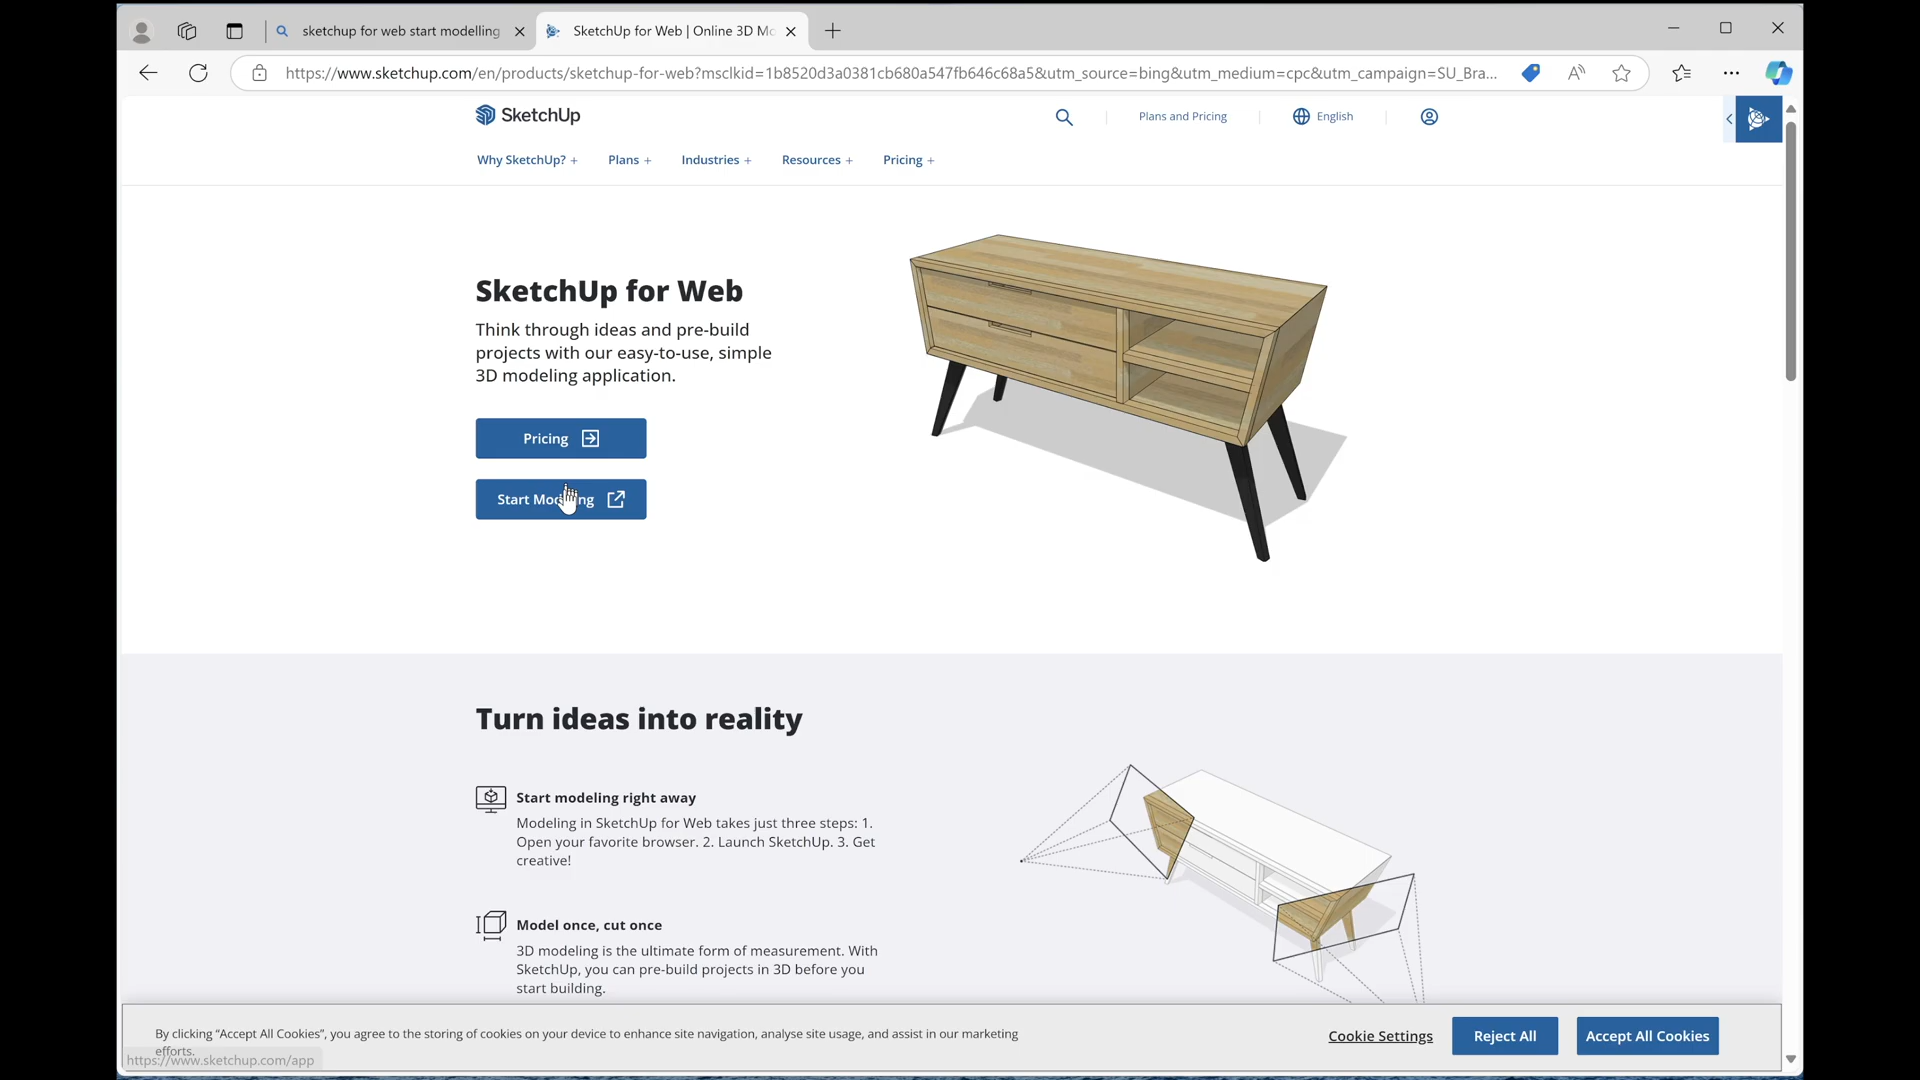 sketchup for web start modelling
SketchUp for Web | Online 3D Mo
https://www.sketchup.com/en/products/sketchup-for-web?msclkid=1b8520d3a0381cb680a547fb646c68a5&utm_source=bing&utm_medium=cpc&utm_campaign=SU_Bra...
SketchUp
Plans and Pricing
English
Why SketchUp? +
Plans +
Industries +
Resources +
Pricing +
SketchUp for Web
Think through ideas and pre-build
projects with our easy-to-use, simple
3D modeling application.
Pricing
Start Modeling
Turn ideas into reality
Start modeling right away
Modeling in SketchUp for Web takes just three steps: 1.
Open your favorite browser. 2. Launch SketchUp. 3. Get
creative!
Model once, cut once
3D modeling is the ultimate form of measurement. With
SketchUp, you can pre-build projects in 3D before you
start building.
By clicking “Accept All Cookies”, you agree to the storing of cookies on your device to enhance site navigation, analyse site usage, and assist in our marketing
efforts.
Cookie Settings
Reject All
Accept All Cookies
https://www.sketchup.com/app